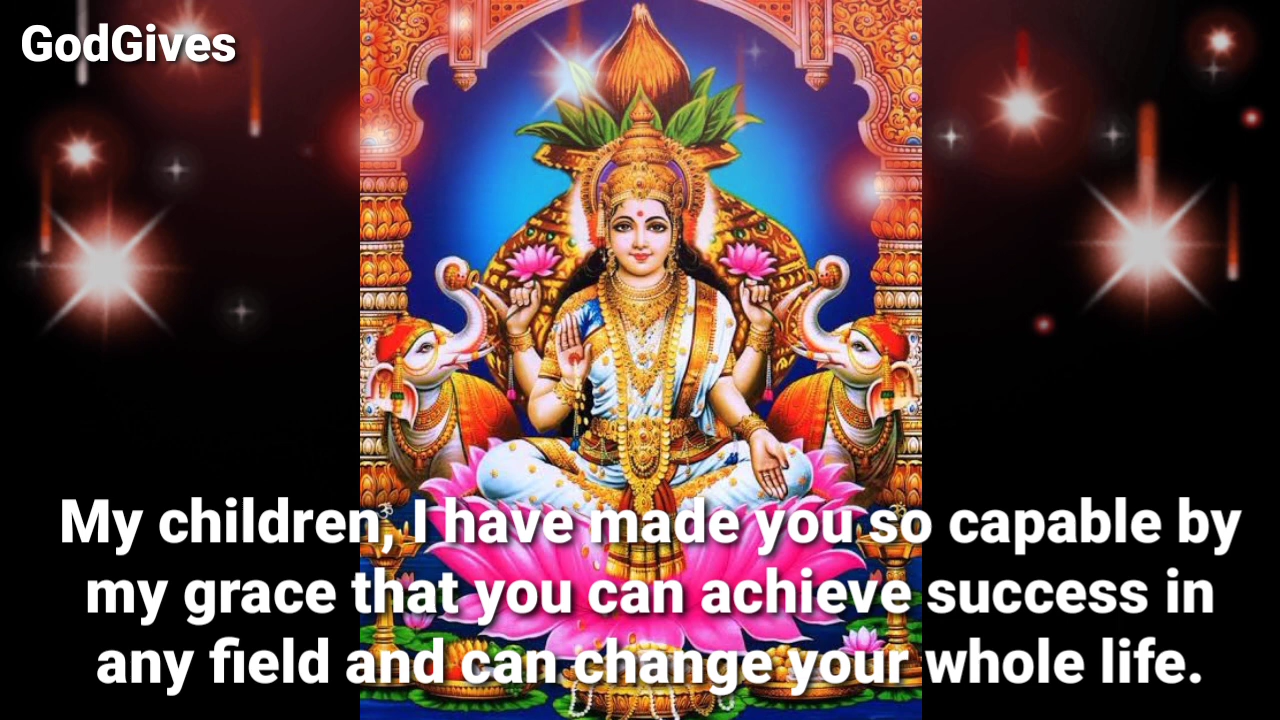 GodGives
My children, I have made you so capable by
my grace that you can achieve success in
any field and can change your whole life.